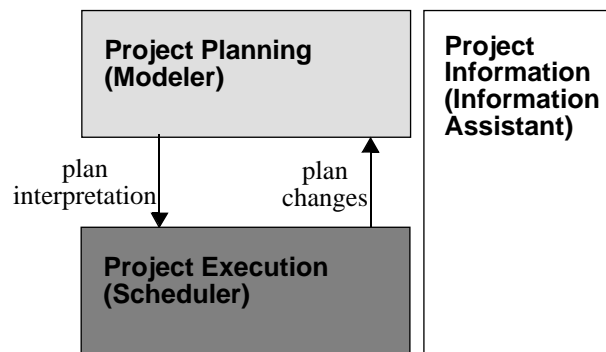 Project Planning
(Modeler)
Project
Information
(Information
Assistant)
plan
interpretation
plan
changes
Project Execution
(Scheduler)